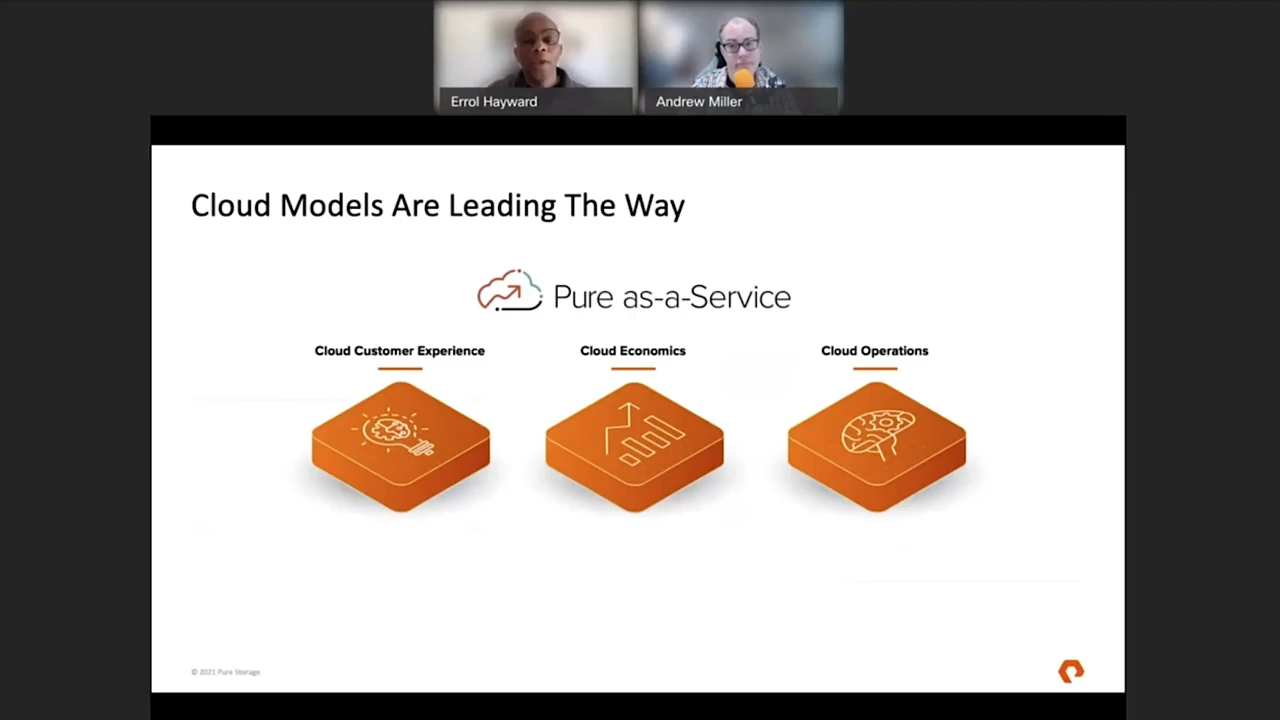 Errol Hayward
Andrew Miller
Cloud Models Are Leading The Way
Pure as-a-Service
Cloud Customer Experience
Cloud Economics
Cloud Operations
© 2021 Pure Storage